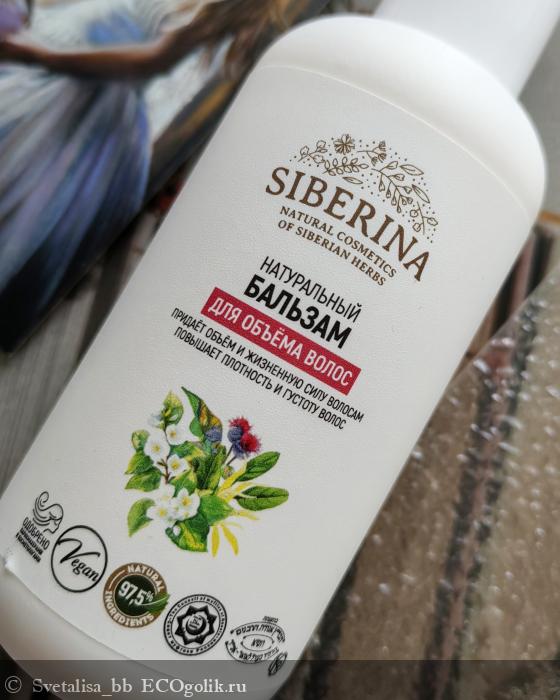 SIBERINA
NATURAL COSMETICS
OF SIBERIAN HERBS
НАТУРАЛЬНЫЙ
БАЛЬЗАМ
ДЛЯ ОБЪЁМА ВОЛОС
ПРИДАЁТ ОБЪЁМ И ЖИЗНЕННУЮ СИЛУ ВОЛОСАМ
ПОВЫШАЕТ ПЛОТНОСТЬ И ГУСТОТУ ВОЛОС
ОДОБРЕНО
Vegan
NATURAL
97,5%
INGREDIENTS
© Svetalisa_bb ECOgolik.ru